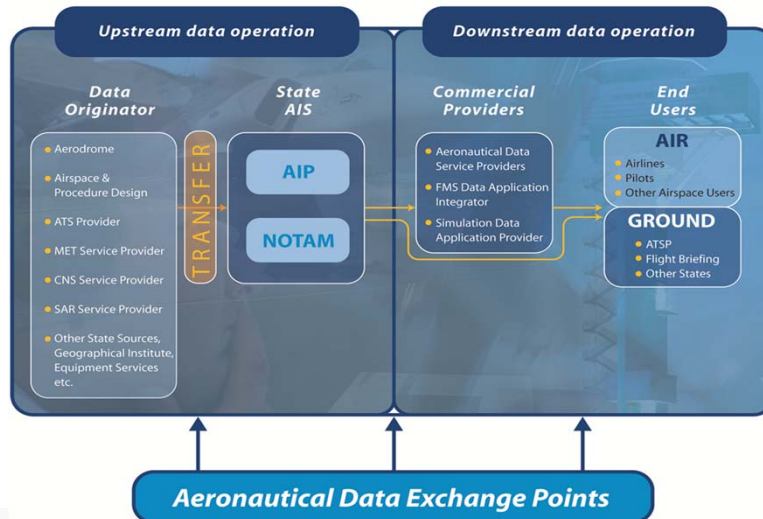 Upstream data operation
Downstream data operation
Data
Originator
Aerodrome
Airspace &
Procedure Design
ATS Provider
MET Service Provider
CNS Service Provider
SAR Service Provider
Other State Sources,
Geographical Institute,
Equipment Services
etc.
TRANSFER
State
AIS
AIP
NOTAM
Commercial
Providers
Aeronautical Data
Service Providers
FMS Data Application
Integrator
Simulation Data
Application Provider
End
Users
AIR
Airlines
Pilots
Other Airspace Users
GROUND
ATSP
Flight Briefing
Other States
Aeronautical Data Exchange Points